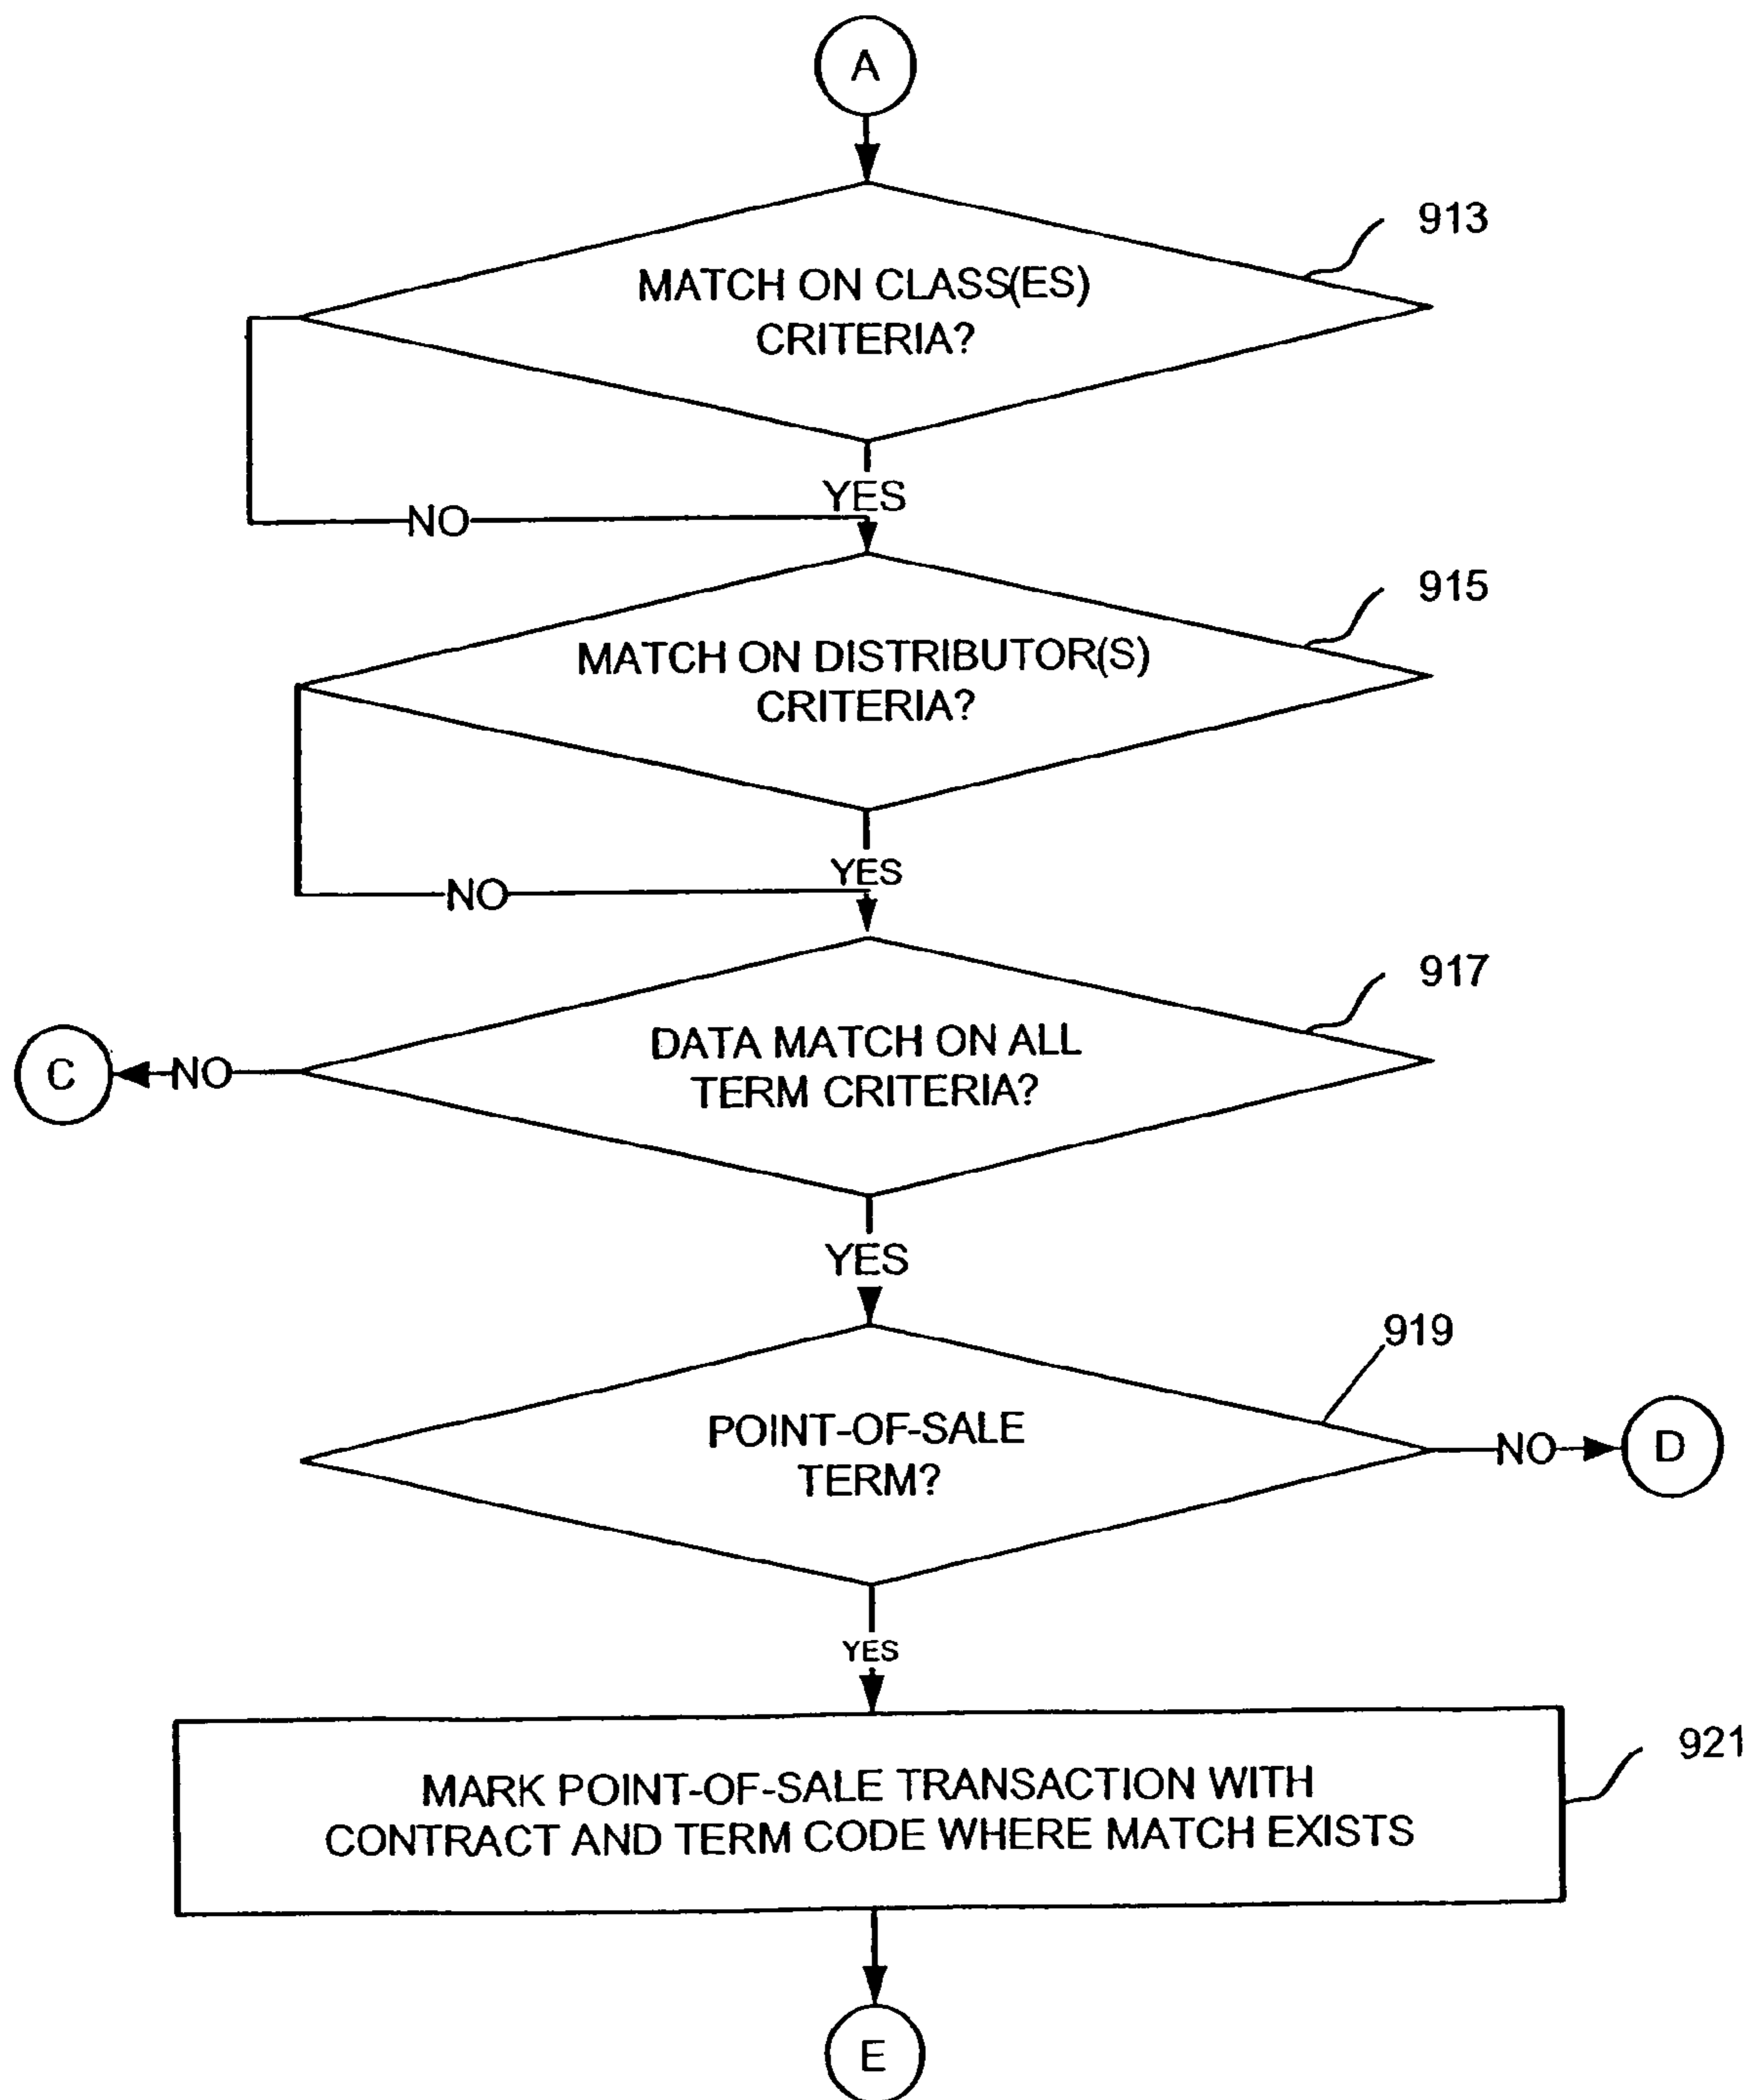 A
913
MATCH ON CLASS(ES)
CRITERIA?
YES
NO
915
MATCH ON DISTRIBUTOR(S)
CRITERIA?
YES
NO
917
DATA MATCH ON ALL
TERM CRITERIA?
C
NO
YES
919
POINT-OF-SALE
TERM?
NO
D
YES
921
MARK POINT-OF-SALE TRANSACTION WITH
CONTRACT AND TERM CODE WHERE MATCH EXISTS
E